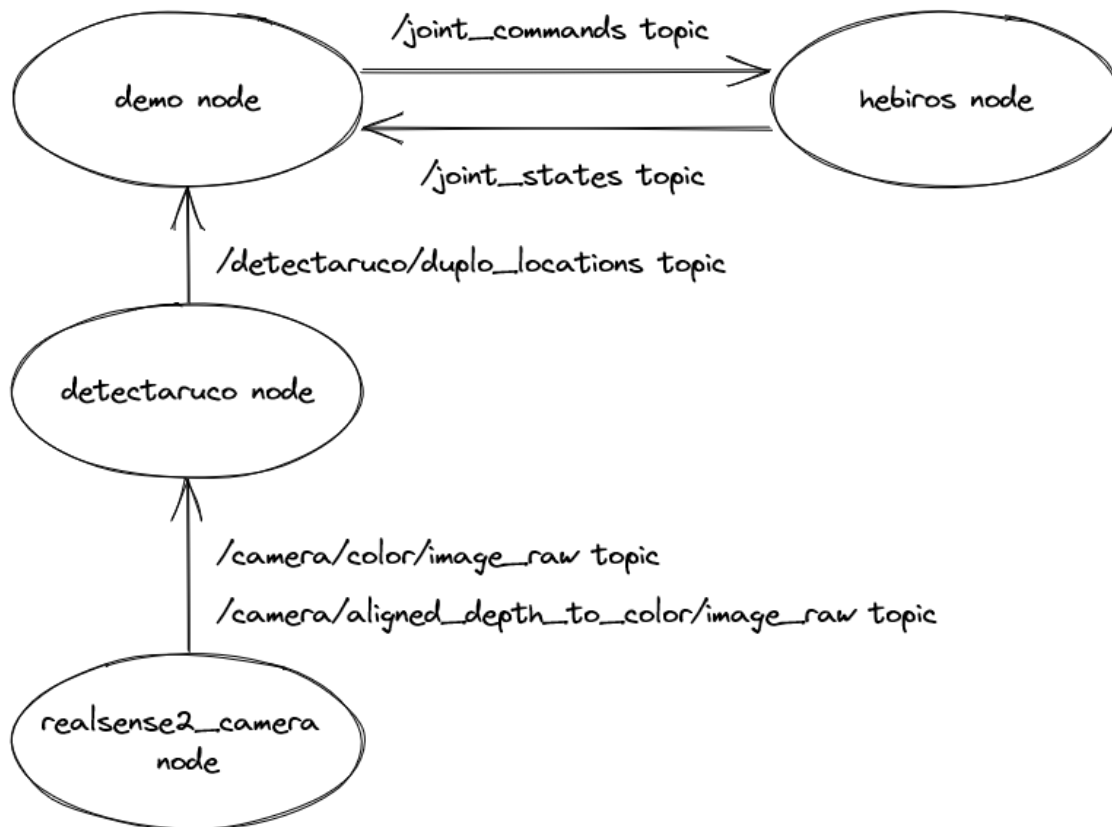 /joint_commands topic
demo node
hebiros node
/joint_states topic
/detectaruco/duplo_locations topic
detectaruco node
/camera/color/image_raw topic
/camera/aligned_depth_to_color/image_raw topic
realsense2_camera
node